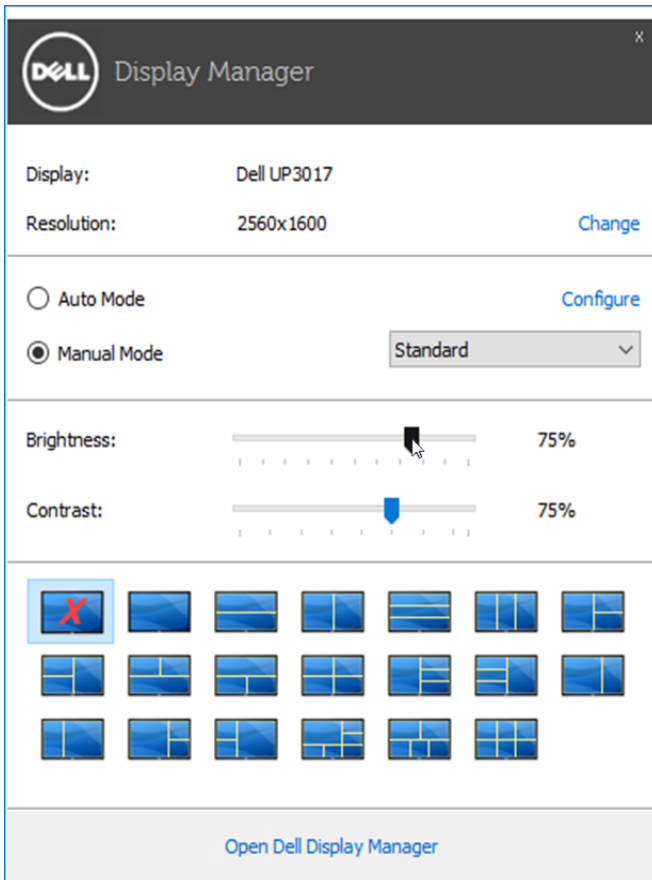 x
DELL Display Manager
Display: Dell UP3017
Resolution: 2560x1600 Change
Auto Mode Configure
Manual Mode Standard
Brightness: 75%
Contrast: 75%
Open Dell Display Manager